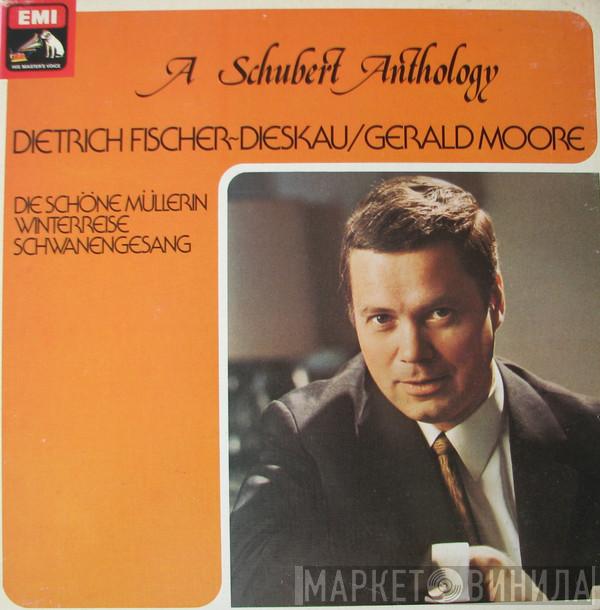 EMI
HIS MASTER'S VOICE
A Schubert Anthology
DIETRICH FISCHER-DIESKAU/GERALD MOORE
DIE SCHÖNE MÜLLERIN
WINTERREISE
SCHWANENGESANG
МАРКЕТ ВИНИЛА